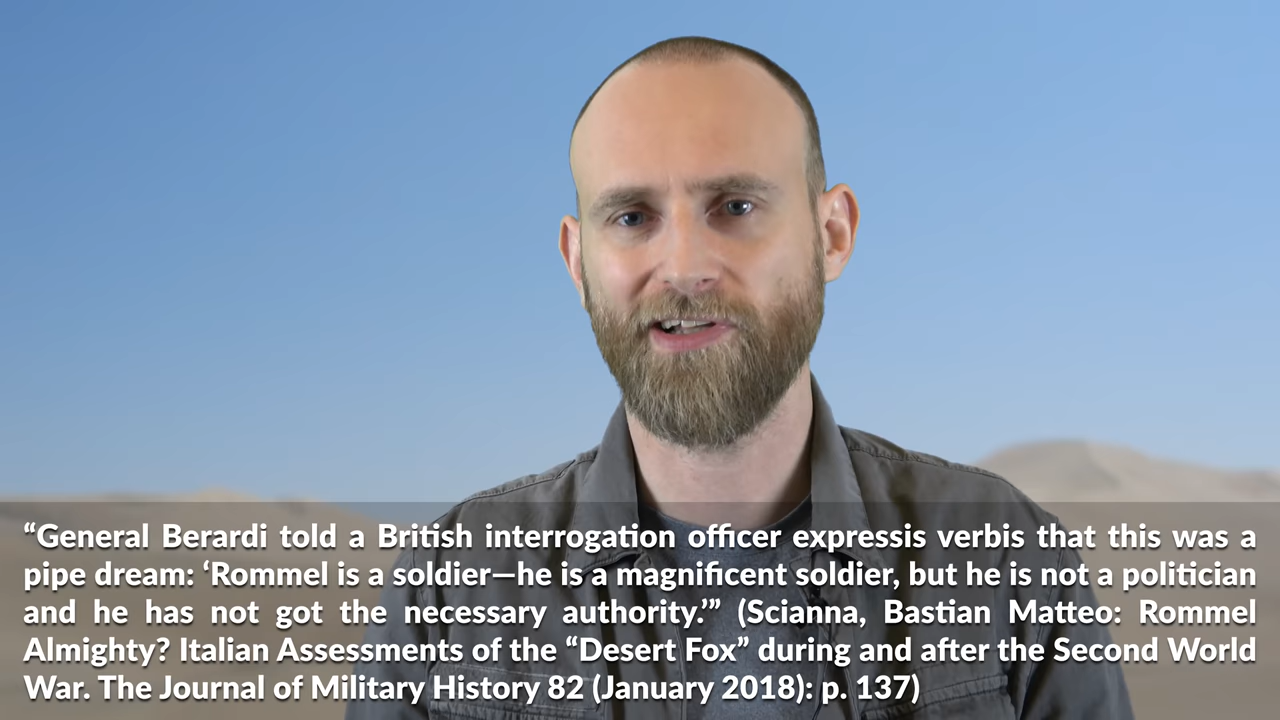 “General Berardi told a British interrogation officer expressis verbis that this was a
pipe dream: ‘Rommel is a soldier—he is a magnificent soldier, but he is not a politician
and he has not got the necessary authority.’” (Scianna, Bastian Matteo: Rommel
Almighty? Italian Assessments of the “Desert Fox” during and after the Second World
War. The Journal of Military History 82 (January 2018): p. 137)